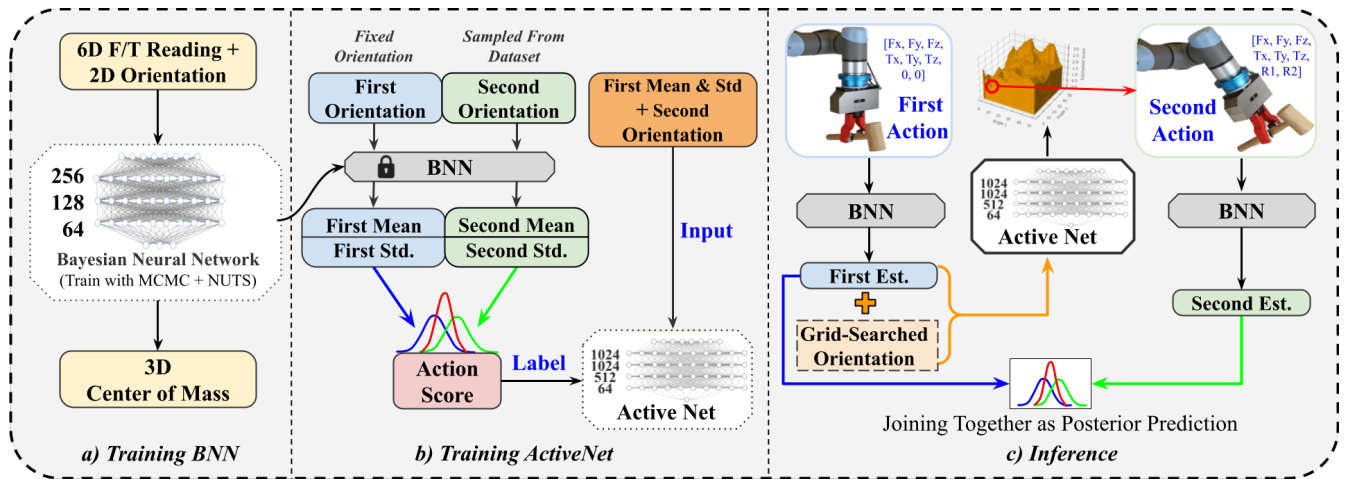 6D F/T Reading +
2D Orientation
256
128
64
Bayesian Neural Network
(Train with MCMC + NUTS)
3D
Center of Mass
a) Training BNN
Fixed
Orientation
Sampled From
Dataset
First
Orientation
Second
Orientation
First Mean & Std
+ Second
Orientation
BNN
First Mean
First Std.
Second Mean
Second Std.
Input
Action
Score
Label
1024
1024
512
64
Active Net
b) Training ActiveNet
[Fx, Fy, Fz,
Tx, Ty, Tz,
0, 0]
First
Action
[Fx, Fy, Fz,
Tx, Ty, Tz,
R1, R2]
Second
Action
BNN
1024
1024
512
64
Active Net
BNN
First Est.
Grid-Searched
Orientation
Second Est.
Joining Together as Posterior Prediction
c) Inference